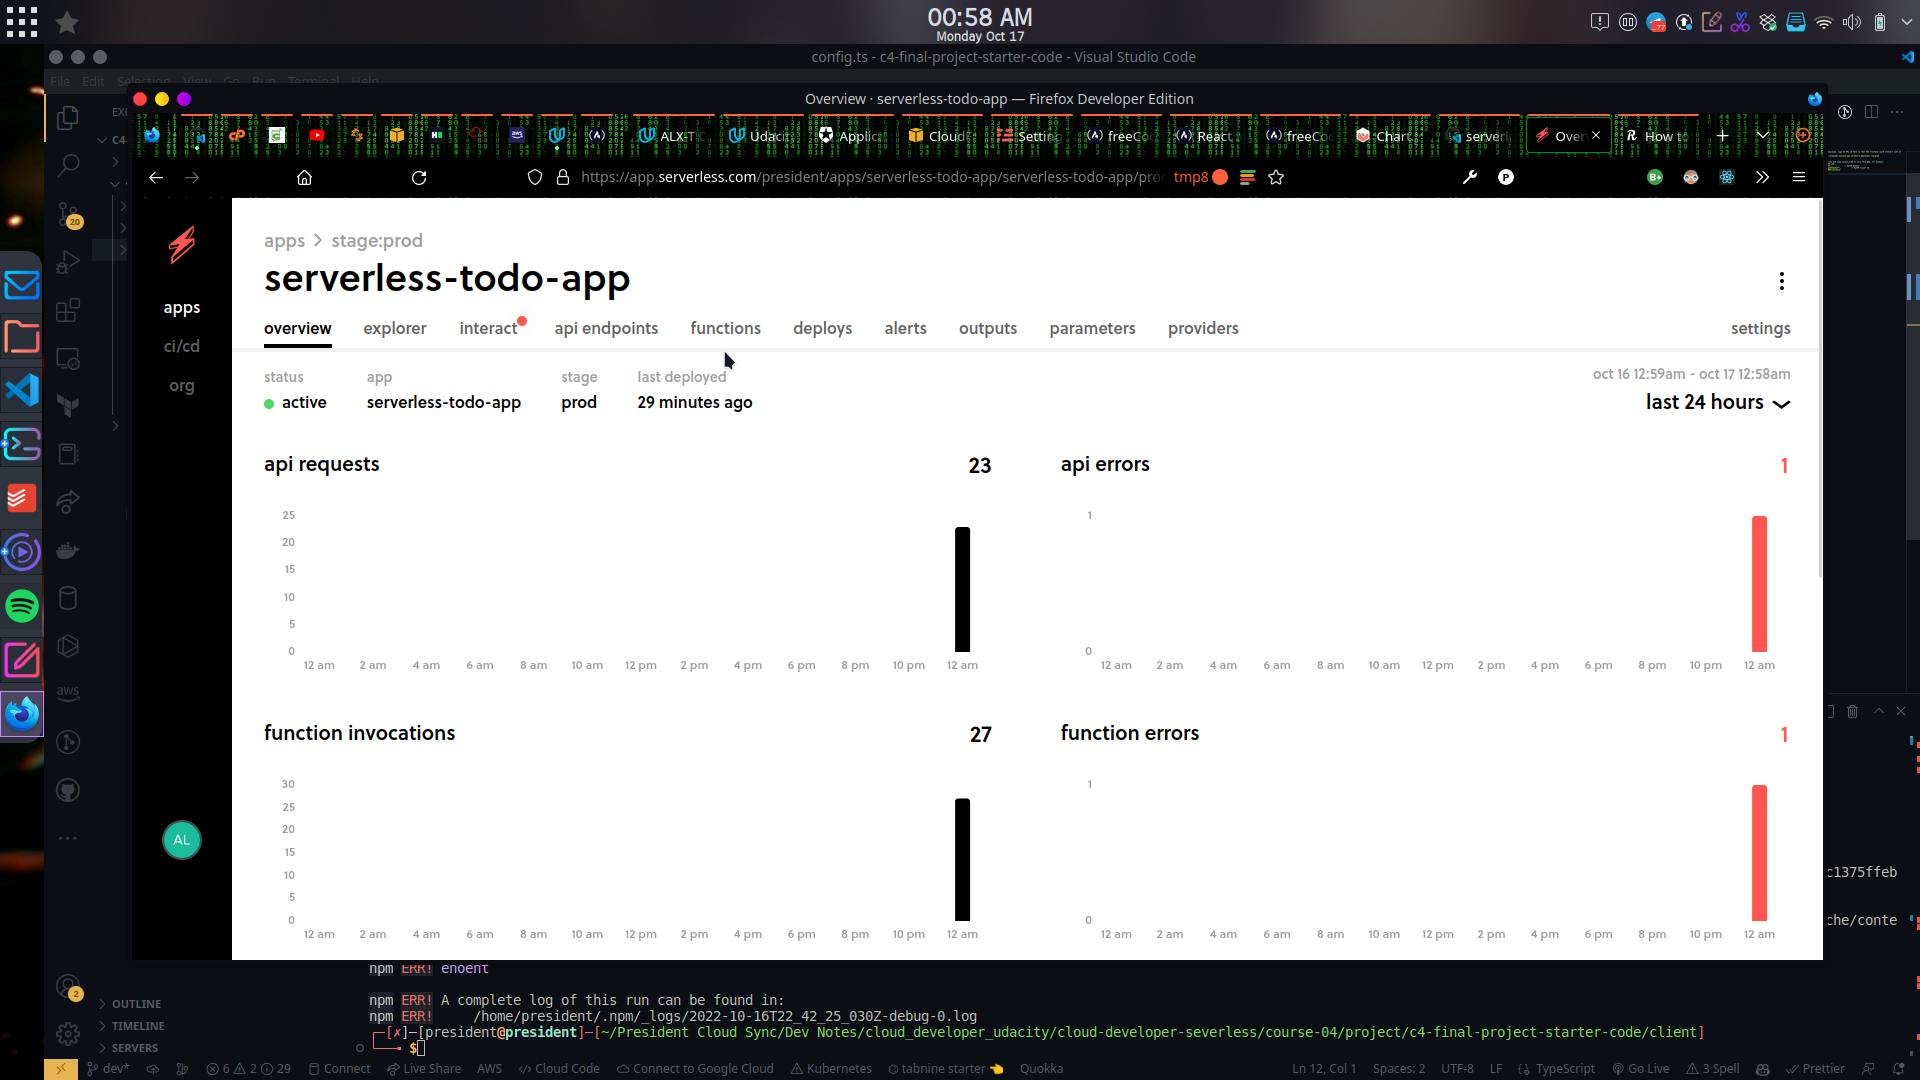 00:58 AM
Monday Oct 17
config.ts - c4-final-project-starter-code - Visual Studio Code
File Edit Selection View Go Run Terminal Help
Overview · serverless-todo-app — Firefox Developer Edition
ALX-T
Udaci
Applic
CloudF
Setting
freeCo
React
freeCo
Chart
server
Over
How t
https://app.serverless.com/president/apps/serverless-todo-app/serverless-todo-app/pro
tmp8
C4-
20
apps
ci/cd
org
AL
apps > stage:prod
serverless-todo-app
overview explorer interact api endpoints functions deploys alerts outputs parameters providers settings
status app stage last deployed
active serverless-todo-app prod 29 minutes ago
oct 16 12:59am - oct 17 12:58am
last 24 hours
api requests 23
25
20
15
10
5
0
12 am 2 am 4 am 6 am 8 am 10 am 12 pm 2 pm 4 pm 6 pm 8 pm 10 pm 12 am
api errors 1
1
0
12 am 2 am 4 am 6 am 8 am 10 am 12 pm 2 pm 4 pm 6 pm 8 pm 10 pm 12 am
function invocations 27
30
25
20
15
10
5
0
12 am 2 am 4 am 6 am 8 am 10 am 12 pm 2 pm 4 pm 6 pm 8 pm 10 pm 12 am
function errors 1
1
0
12 am 2 am 4 am 6 am 8 am 10 am 12 pm 2 pm 4 pm 6 pm 8 pm 10 pm 12 am
aws
c1375ffeb
che/conte
npm ERR! enoent
npm ERR! A complete log of this run can be found in:
npm ERR!     /home/president/.npm/_logs/2022-10-16T22_42_25_030Z-debug-0.log
[✗]─[president@president]─[~/President Cloud Sync/Dev Notes/cloud_developer_udacity/cloud-developer-severless/course-04/project/c4-final-project-starter-code/client]
$
OUTLINE
TIMELINE
SERVERS
2
dev* 6 2 29 Connect Live Share AWS Cloud Code Connect to Google Cloud Kubernetes tabnine starter Quokka
Ln 12, Col 1 Spaces: 2 UTF-8 LF TypeScript Go Live 3 Spell Prettier